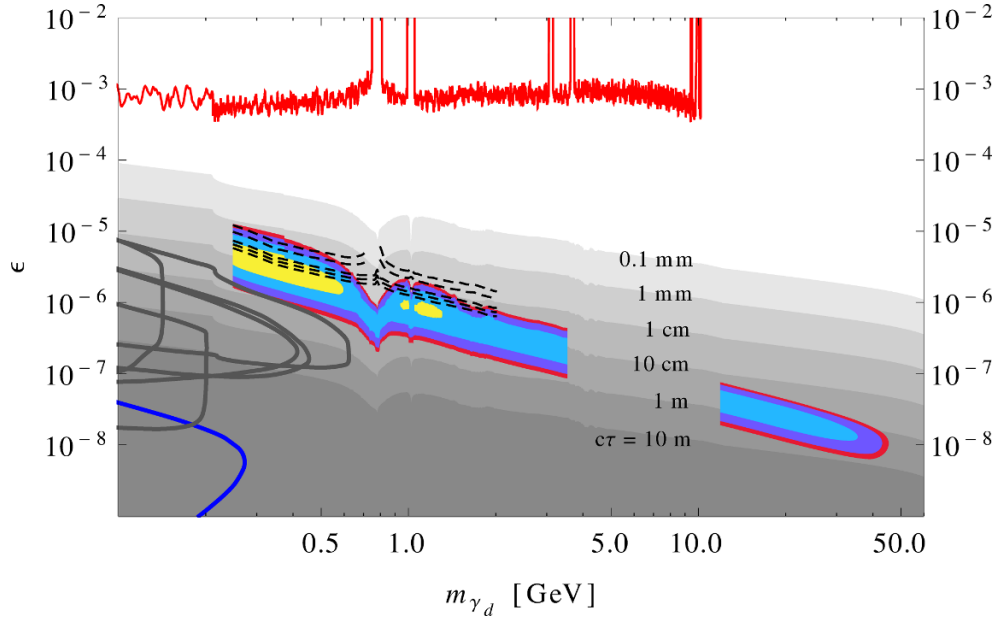 10⁻² 10⁻²
10⁻³ 10⁻³
10⁻⁴ 10⁻⁴
10⁻⁵ 10⁻⁵
0.1 mm
ϵ
1 mm
10⁻⁶ 10⁻⁶
1 cm
10 cm
10⁻⁷ 10⁻⁷
1 m
cτ = 10 m
10⁻⁸ 10⁻⁸
0.5 1.0 5.0 10.0 50.0
m_γ_d [GeV]